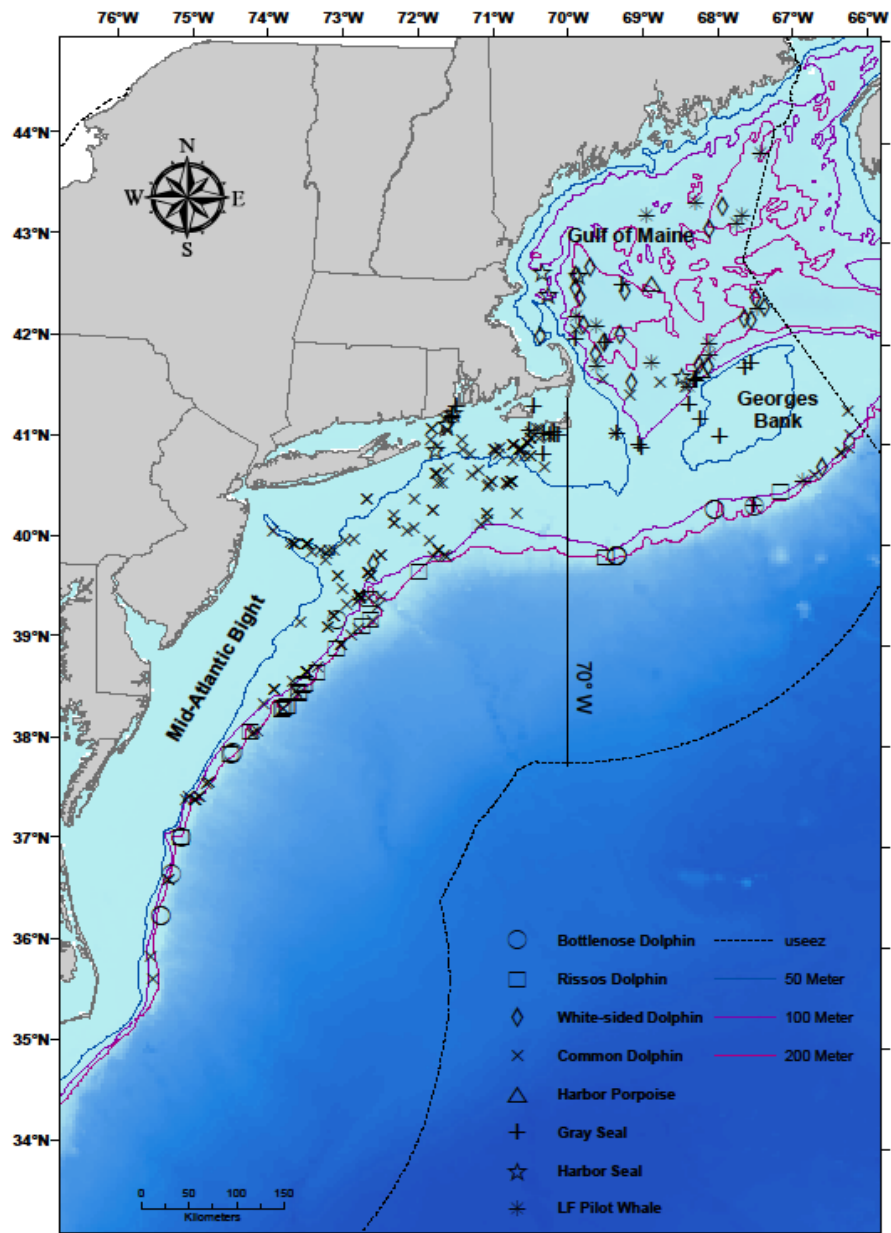 76°W 75°W 74°W 73°W 72°W 71°W 70°W 69°W 68°W 67°W 66°W
44°N
N
W E
S
43°N
Gulf of Maine
42°N
Georges
Bank
41°N
40°N
39°N
Mid-Atlantic Bight
70° W
38°N
37°N
36°N
35°N
34°N
Bottlenose Dolphin
Rissos Dolphin
White-sided Dolphin
Common Dolphin
Harbor Porpoise
Gray Seal
Harbor Seal
LF Pilot Whale
useez
50 Meter
100 Meter
200 Meter
0 50 100 150
Kilometers